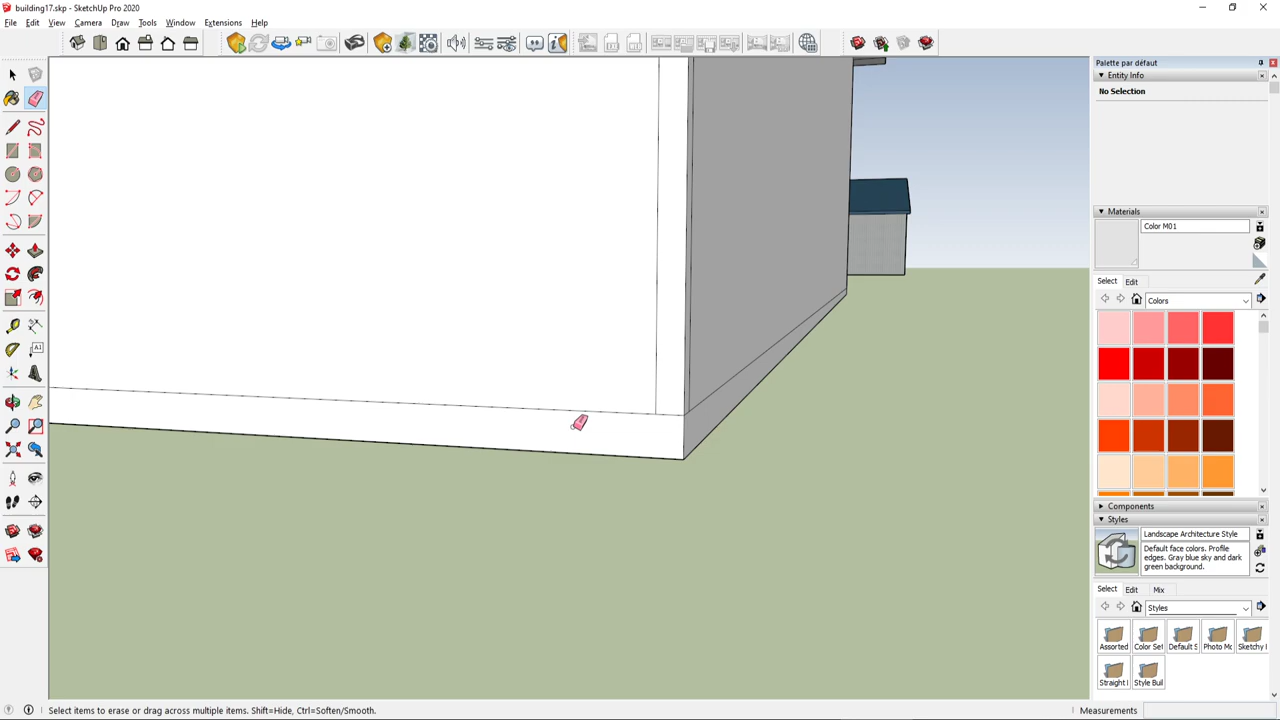 building17.skp - SketchUp Pro 2020
File Edit View Camera Draw Tools Window Extensions Help
Palette par défaut
Entity Info
No Selection
Materials
Color M01
Select Edit
Colors
Components
Styles
Landscape Architecture Style
Default face colors. Profile
edges. Gray blue sky and dark
green background.
Select Edit Mix
Styles
Assorted Color Set Default S Photo Mo Sketchy I
Straight I Style Buil
Select items to erase or drag across multiple items. Shift=Hide, Ctrl=Soften/Smooth.
Measurements